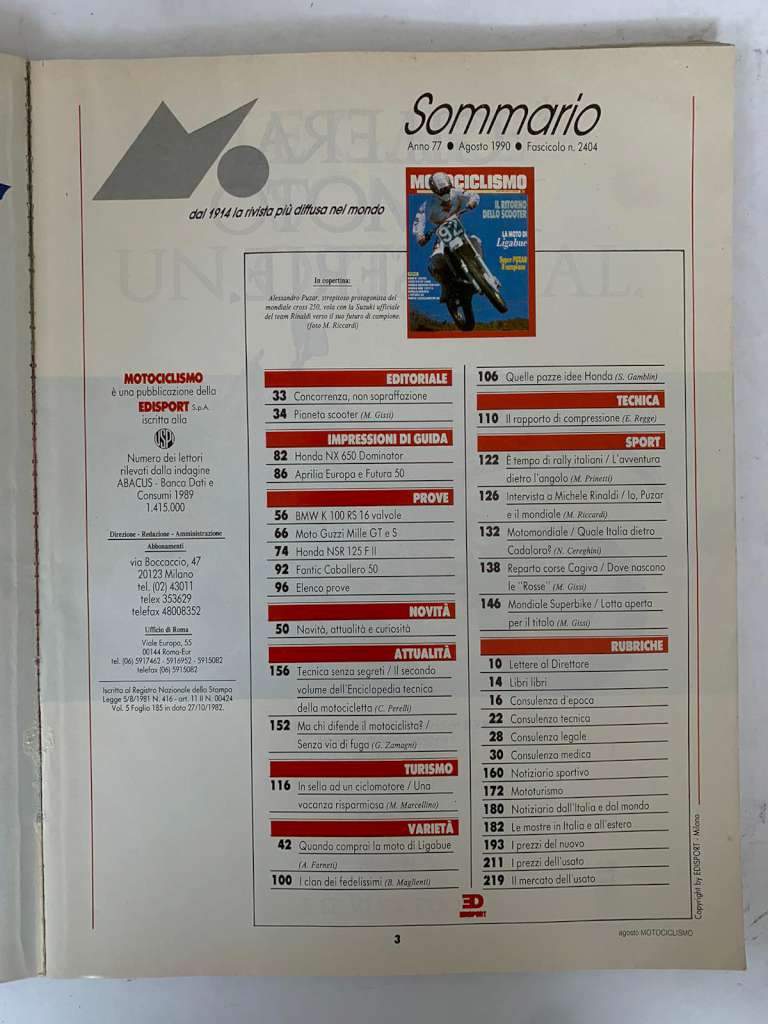 Sommario
Anno 77 ● Agosto 1990 ● Fascicolo n. 2404
dal 1914 la rivista più diffusa nel mondo
MOTOCICLISMO
IL RITORNO
DELLO SCOOTER
LA MOTO DI
Ligabue
Super PUZAR
il campione
92
In copertina:
Alessandro Puzar, strepitoso protagonista del
mondiale cross 250, vola con la Suzuki ufficiale
del team Rinaldi verso il suo futuro di campione.
(foto M. Riccardi)
MOTOCICLISMO
è una pubblicazione della
EDISPORT S.p.A.
iscritta alla
USPI
Numero dei lettori
rilevati dalla indagine
ABACUS - Banca Dati e
Consumi 1989
1.415.000
Direzione - Redazione - Amministrazione
Abbonamenti
via Boccaccio, 47
20123 Milano
tel. (02) 43011
telex 353629
telefax 48008352
Ufficio di Roma
Viale Europa, 55
00144 Roma-Eur
tel. (06) 5917462 - 5916952 - 5915082
telefax (06) 5915082
Iscritta al Registro Nazionale della Stampa
Legge 5/8/1981 N. 416 - art. 11 II N. 00424
Vol. 5 Foglio 185 in data 27/10/1982.
EDITORIALE
33 Concorrenza, non sopraffazione
34 Pianeta scooter (M. Gissi)
IMPRESSIONI DI GUIDA
82 Honda NX 650 Dominator
86 Aprilia Europa e Futura 50
PROVE
56 BMW K 100 RS 16 valvole
66 Moto Guzzi Mille GT e S
74 Honda NSR 125 F II
92 Fantic Caballero 50
96 Elenco prove
NOVITÀ
50 Novità, attualità e curiosità
ATTUALITÀ
156 Tecnica senza segreti / Il secondo
volume dell'Enciclopedia tecnica
della motocicletta (C. Perelli)
152 Ma chi difende il motociclista? /
Senza via di fuga (G. Zamagni)
TURISMO
116 In sella ad un ciclomotore / Una
vacanza risparmiosa (M. Marcellino)
VARIETÀ
42 Quando comprai la moto di Ligabue
(A. Farneti)
100 I clan dei fedelissimi (B. Maglienti)
106 Quelle pazze idee Honda (S. Gamblin)
TECNICA
110 Il rapporto di compressione (E. Regge)
SPORT
122 È tempo di rally italiani / L'avventura
dietro l'angolo (M. Prinetti)
126 Intervista a Michele Rinaldi / Io, Puzar
e il mondiale (M. Riccardi)
132 Motomondiale / Quale Italia dietro
Cadalora? (N. Cereghini)
138 Reparto corse Cagiva / Dove nascono
le "Rosse" (M. Gissi)
146 Mondiale Superbike / Lotta aperta
per il titolo (M. Gissi)
RUBRICHE
10 Lettere al Direttore
14 Libri libri
16 Consulenza d'epoca
22 Consulenza tecnica
28 Consulenza legale
30 Consulenza medica
160 Notiziario sportivo
172 Mototurismo
180 Notiziario dall'Italia e dal mondo
182 Le mostre in Italia e all'estero
193 I prezzi del nuovo
211 I prezzi dell'usato
219 Il mercato dell'usato
EDISPORT
Copyright by EDISPORT - Milano
3
agosto MOTOCICLISMO